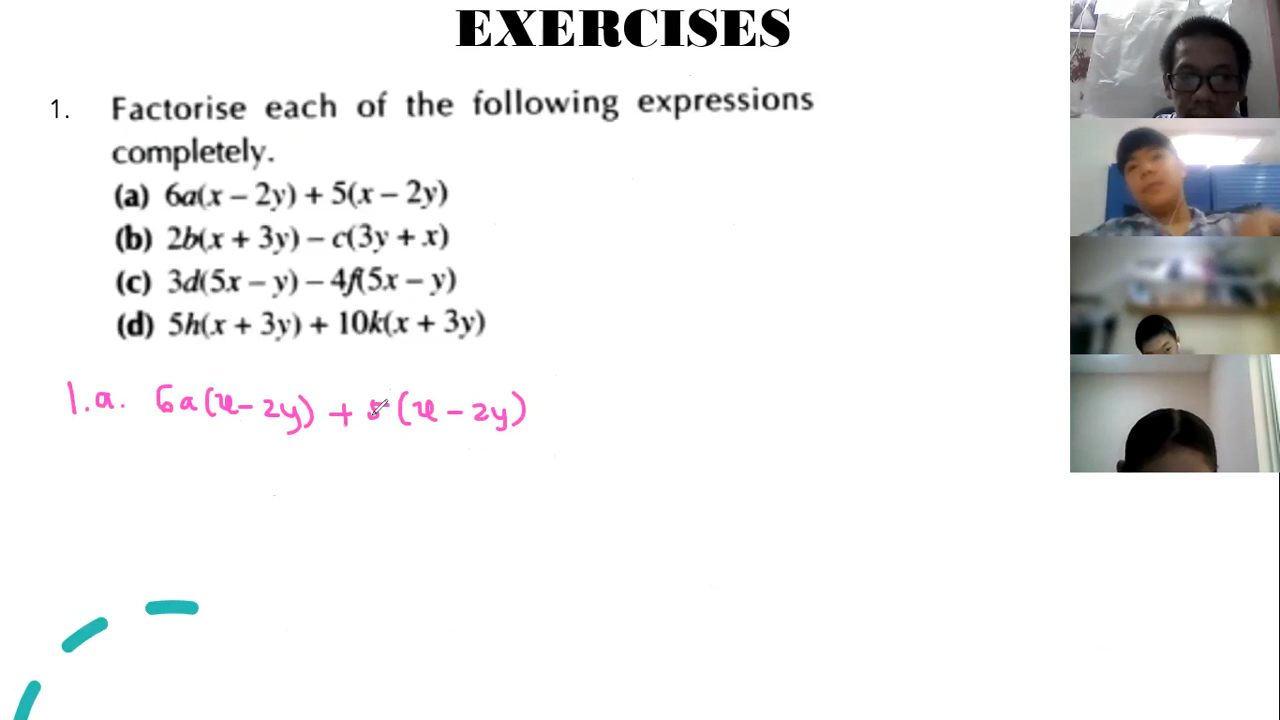 EXERCISES
1. Factorise each of the following expressions
completely.
(a) 6a(x – 2y) + 5(x – 2y)
(b) 2b(x + 3y) – c(3y + x)
(c) 3d(5x – y) – 4f(5x – y)
(d) 5h(x + 3y) + 10k(x + 3y)
1.a. 6a(x - 2y) + 5(x - 2y)